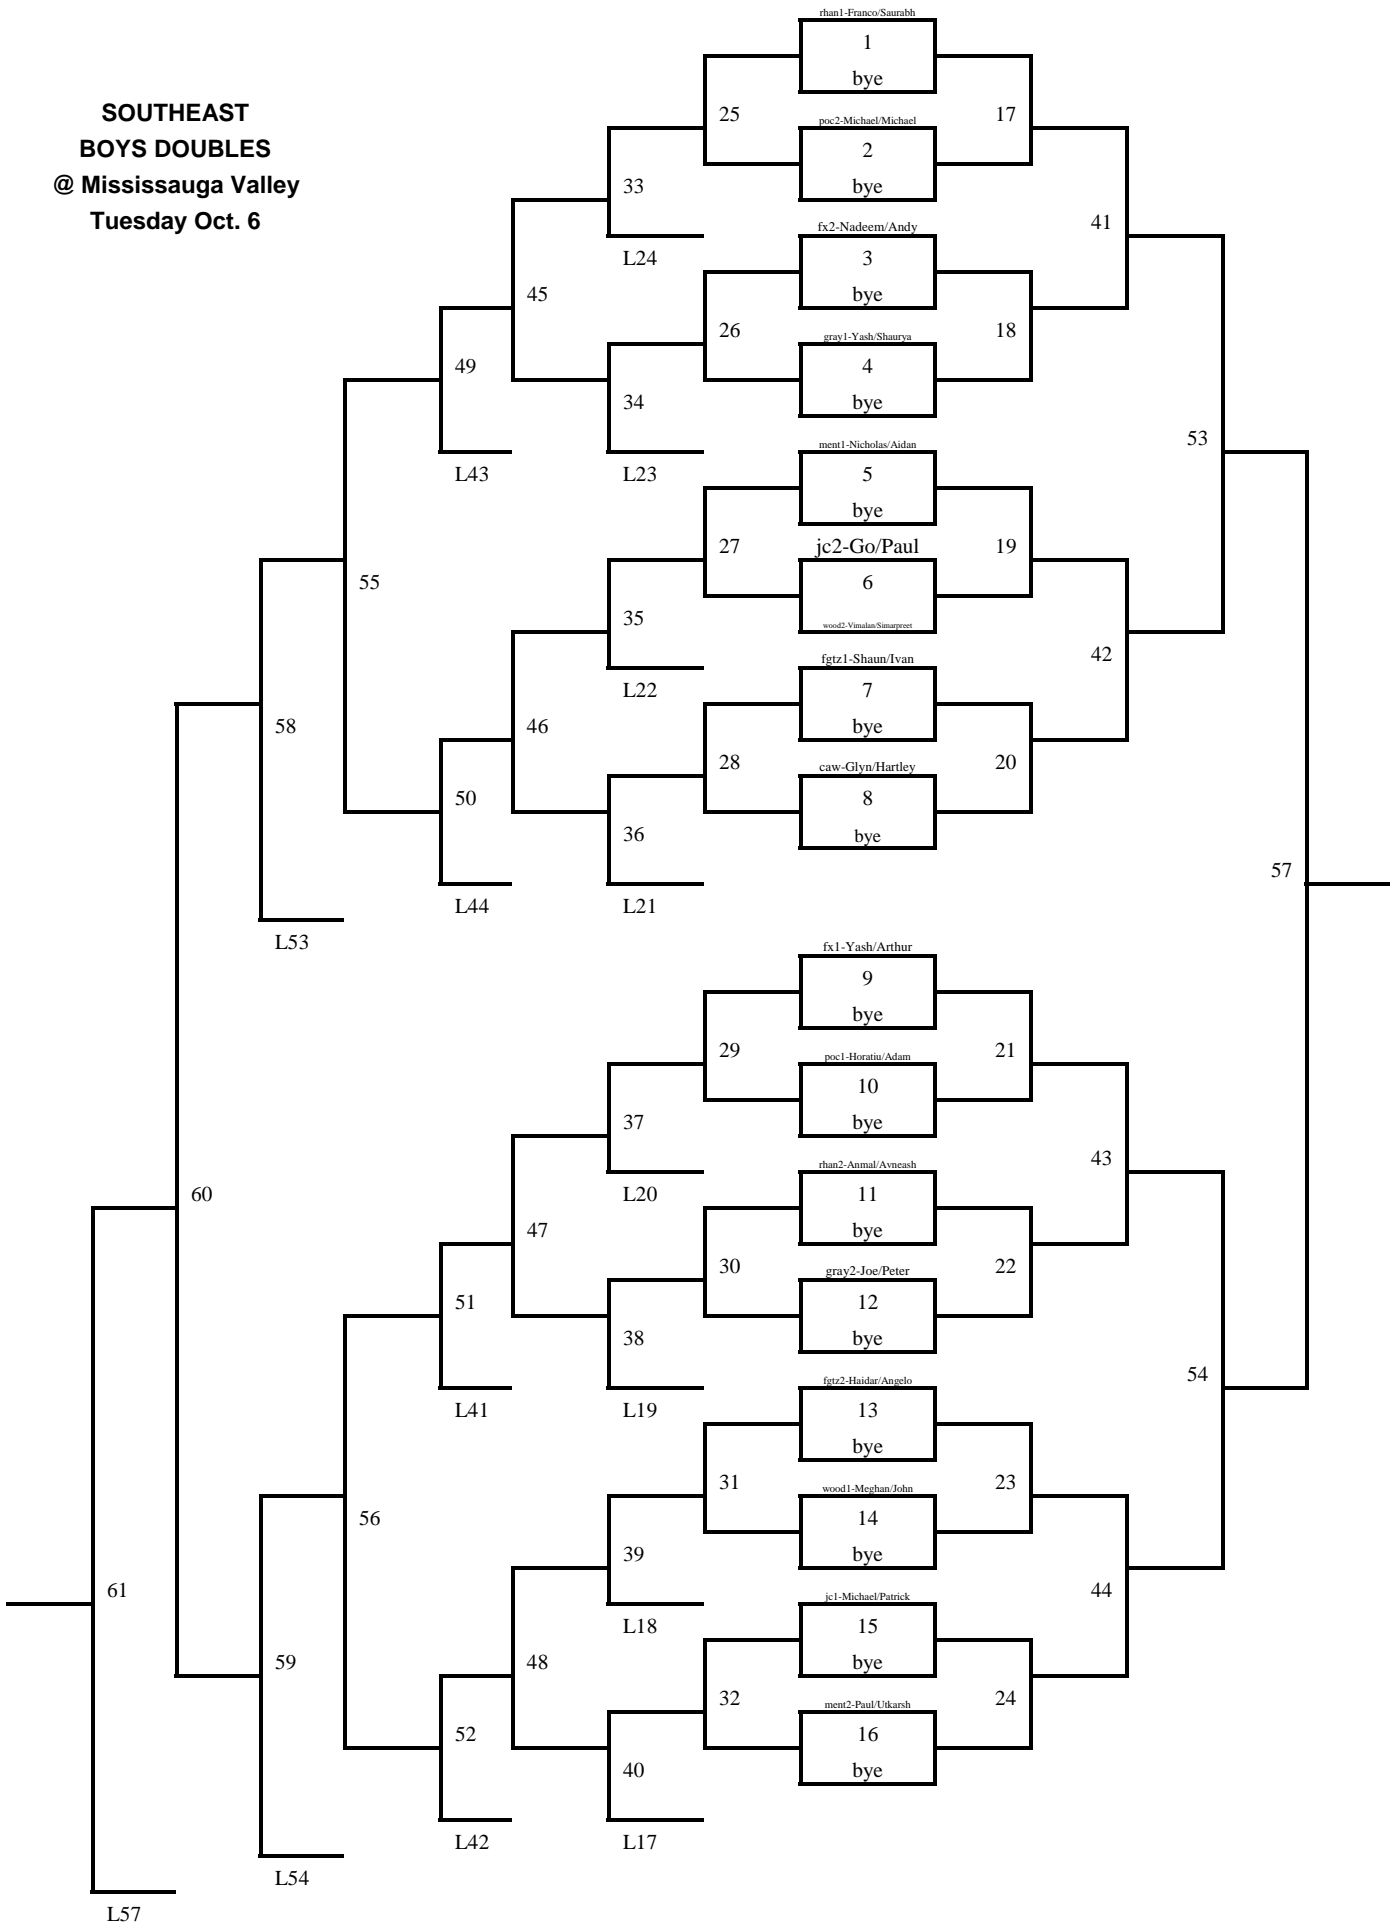 SOUTHEAST
BOYS DOUBLES
@ Mississauga Valley
Tuesday Oct. 6
rhan1-Franco/Saurabh
1
bye
25
17
poc2-Michael/Michael
2
bye
33
41
fx2-Nadeem/Andy
L24
3
bye
45
26
18
gray1-Yash/Shaurya
4
bye
49
34
53
ment1-Nicholas/Aidan
L43
L23
5
bye
27
jc2-Go/Paul
19
55
6
35
wood2-Vimalan/Simarpreet
42
fgtz1-Shaun/Ivan
L22
7
bye
58
46
28
caw-Glyn/Hartley
20
50
8
36
bye
57
L44
L21
L53
fx1-Yash/Arthur
9
bye
29
21
poc1-Horatiu/Adam
10
37
bye
43
rhan2-Anmal/Avneash
60
L20
11
47
bye
30
gray2-Joe/Peter
22
51
12
38
bye
54
fgtz2-Haidar/Angelo
L41
L19
13
bye
31
wood1-Meghan/John
23
56
14
39
bye
61
jc1-Michael/Patrick
44
L18
15
59
48
bye
32
ment2-Paul/Utkarsh
24
52
16
40
bye
L42
L17
L54
L57